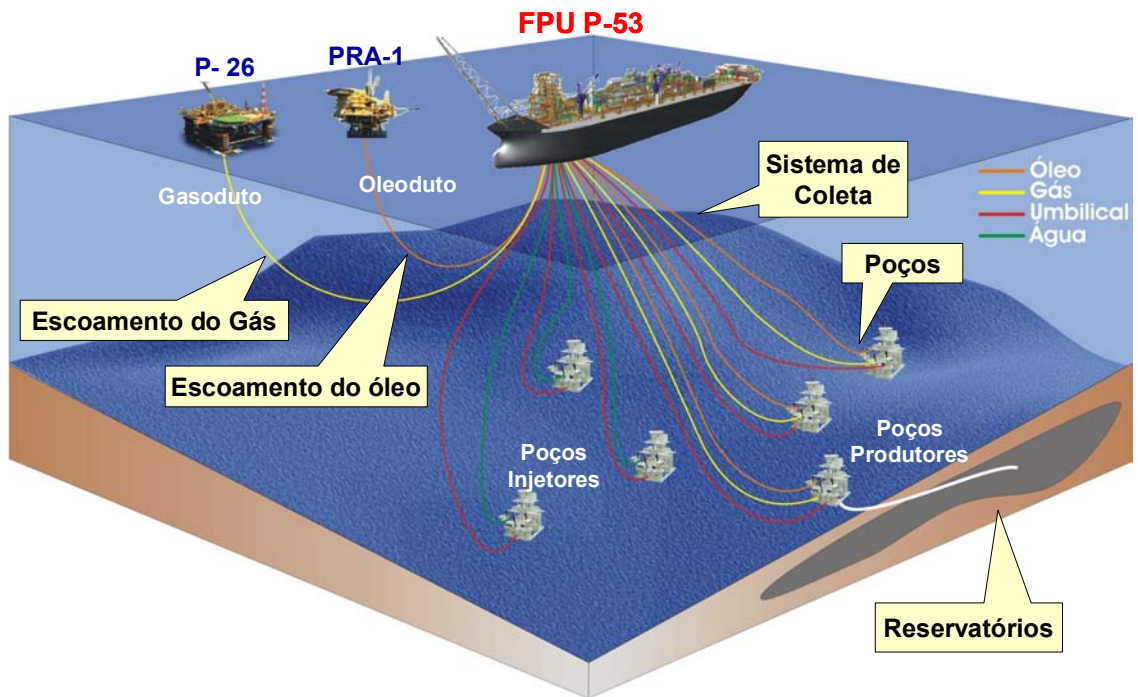 FPU P-53
PRA-1
P- 26
Gasoduto
Oleoduto
Sistema de
Coleta
Óleo
Gás
Umbilical
Água
Poços
Escoamento do Gás
Escoamento do óleo
Poços
Injetores
Poços
Produtores
Reservatórios